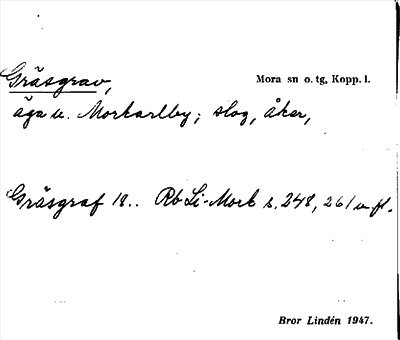 Gräsgrav, Mora sn o. tg, Kopp. l.
äga u. Morkarlby; slog, åker,
Gräsgraf 18.. Rb Li-Mork s. 248, 261 m fl.
Bror Lindén 1947.